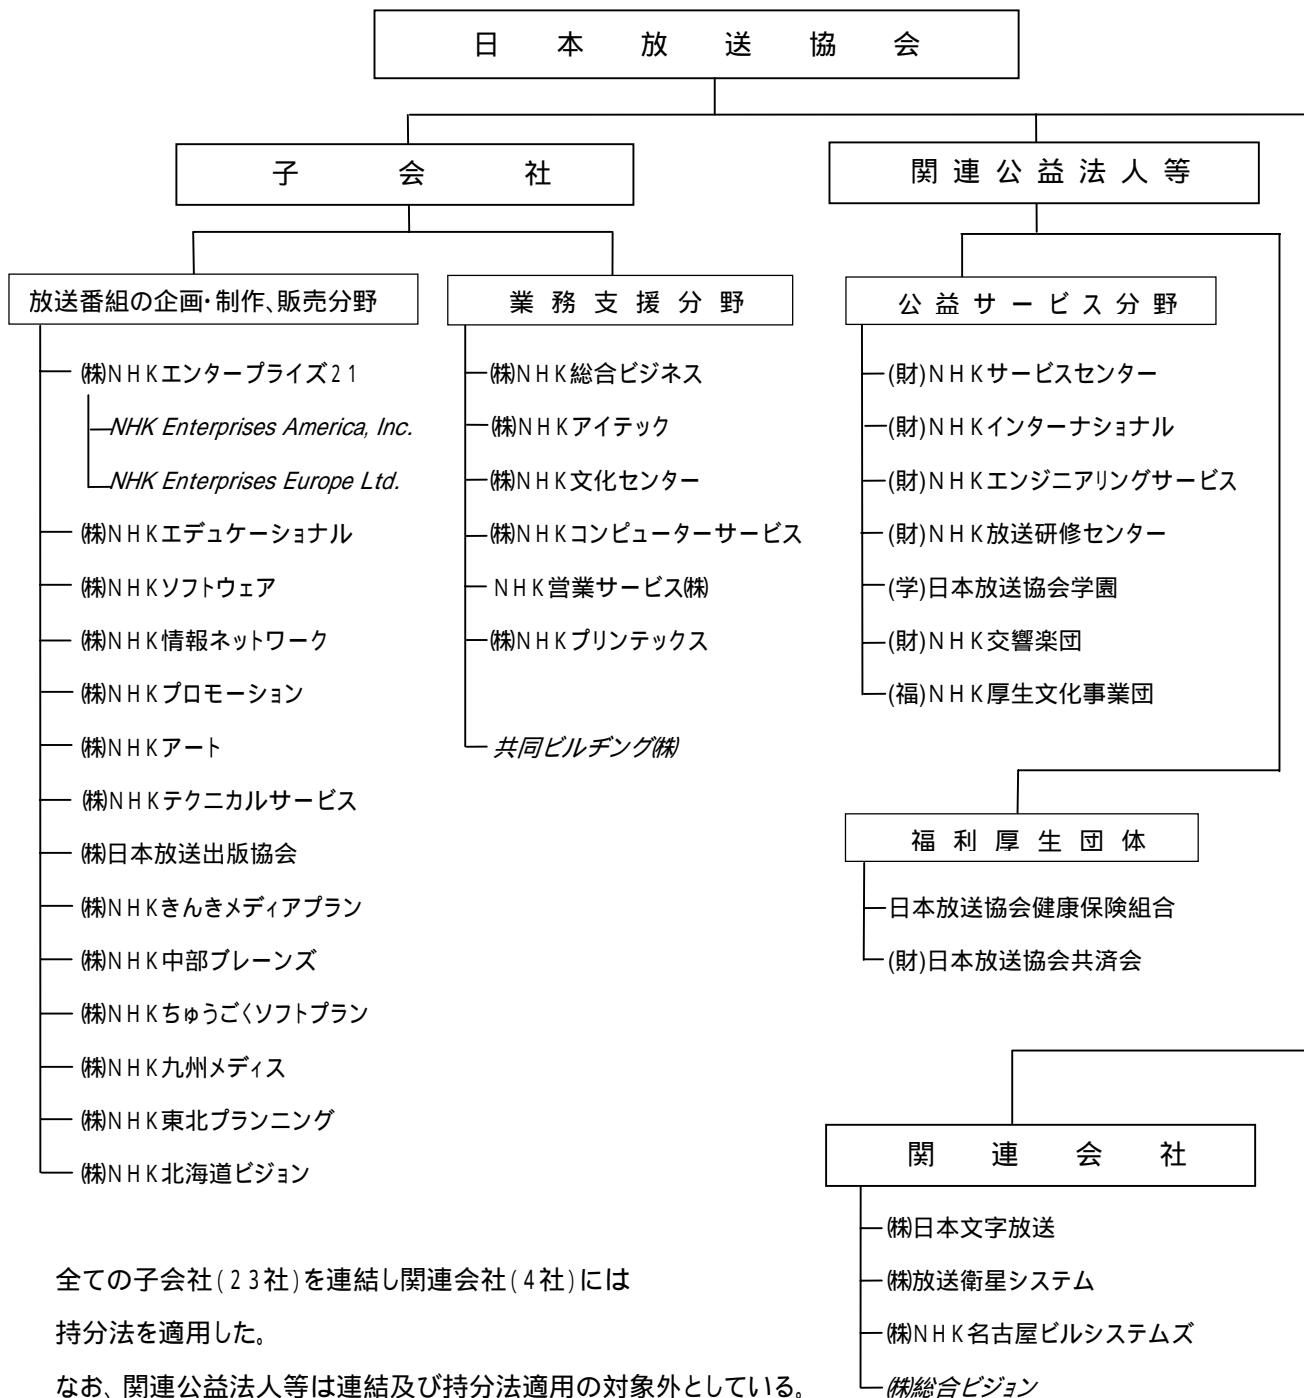 日本放送協会
子会社
放送番組の企画・制作、販売分野
(株)NHKエンタープライズ21
NHK Enterprises America, Inc.
NHK Enterprises Europe Ltd.
(株)NHKエデュケーショナル
(株)NHKソフトウェア
(株)NHK情報ネットワーク
(株)NHKプロモーション
(株)NHKアート
(株)NHKテクニカルサービス
(株)日本放送出版協会
(株)NHKきんきメディアプラン
(株)NHK中部ブレーンズ
(株)NHKちゅうごくソフトプラン
(株)NHK九州メディス
(株)NHK東北プランニング
(株)NHK北海道ビジョン
業務支援分野
(株)NHK総合ビジネス
(株)NHKアイテック
(株)NHK文化センター
(株)NHKコンピューターサービス
NHK営業サービス(株)
(株)NHKプリンテックス
共同ビルヂング(株)
関連公益法人等
公益サービス分野
(財)NHKサービスセンター
(財)NHKインターナショナル
(財)NHKエンジニアリングサービス
(財)NHK放送研修センター
(学)日本放送協会学園
(財)NHK交響楽団
(福)NHK厚生文化事業団
福利厚生団体
日本放送協会健康保険組合
(財)日本放送協会共済会
関連会社
(株)日本文字放送
(株)放送衛星システム
(株)NHK名古屋ビルシステムズ
(株)総合ビジョン
全ての子会社(23社)を連結し関連会社(4社)には
持分法を適用した。
なお、関連公益法人等は連結及び持分法適用の対象外としている。